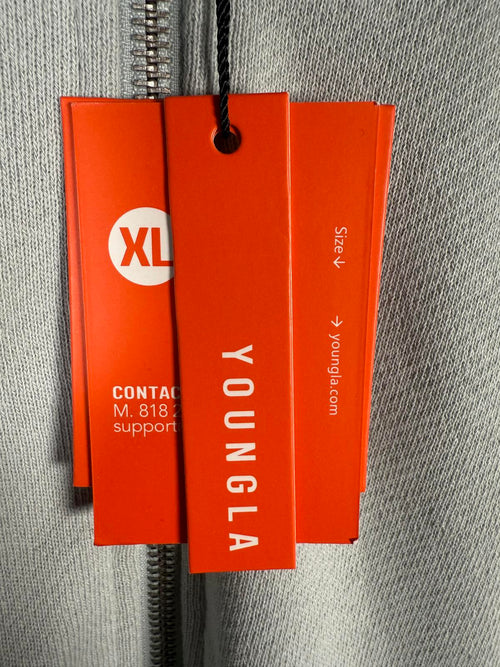 XL
CONTAC
M. 818 2
support
YOUNGLA
Size↓
→ youngla.com